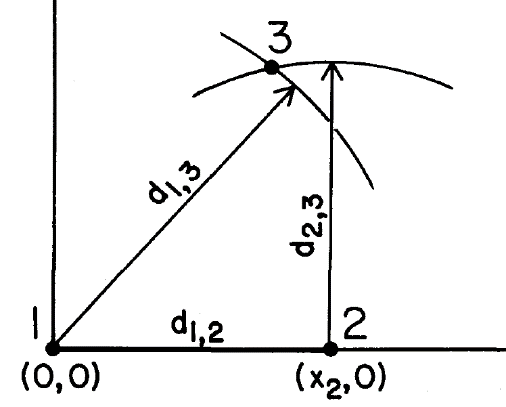 3
d1,3
d2,3
1
d1,2
2
(0,0)
(x2,0)